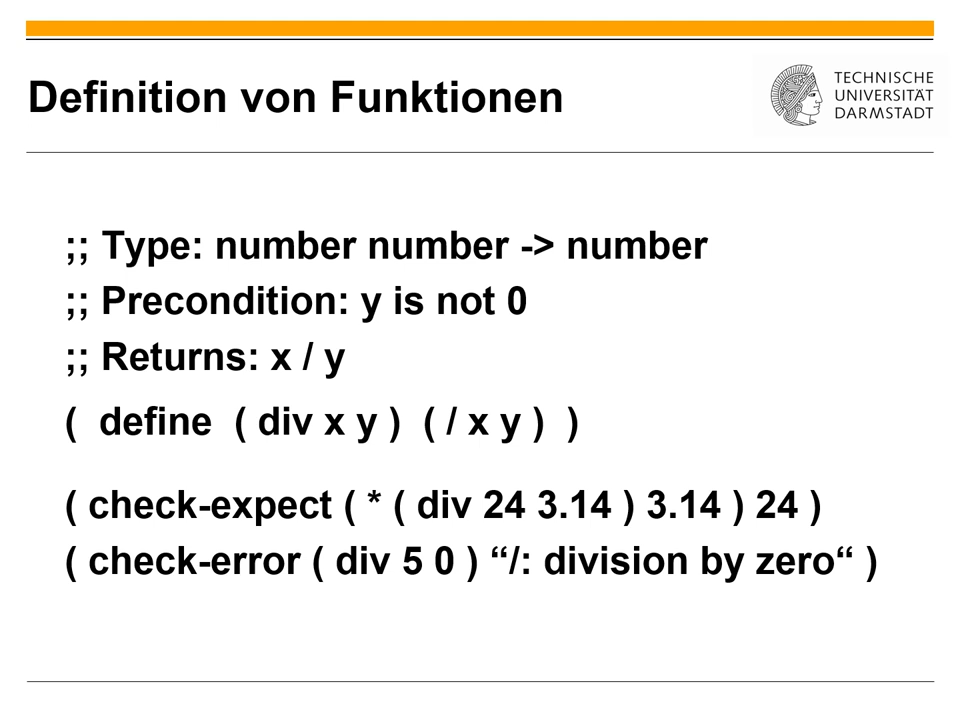 Definition von Funktionen
TECHNISCHE
UNIVERSITÄT
DARMSTADT
;; Type: number number -> number
;; Precondition: y is not 0
;; Returns: x / y
( define ( div x y ) ( / x y ) )
( check-expect ( * ( div 24 3.14 ) 3.14 ) 24 )
( check-error ( div 5 0 ) “/: division by zero“ )